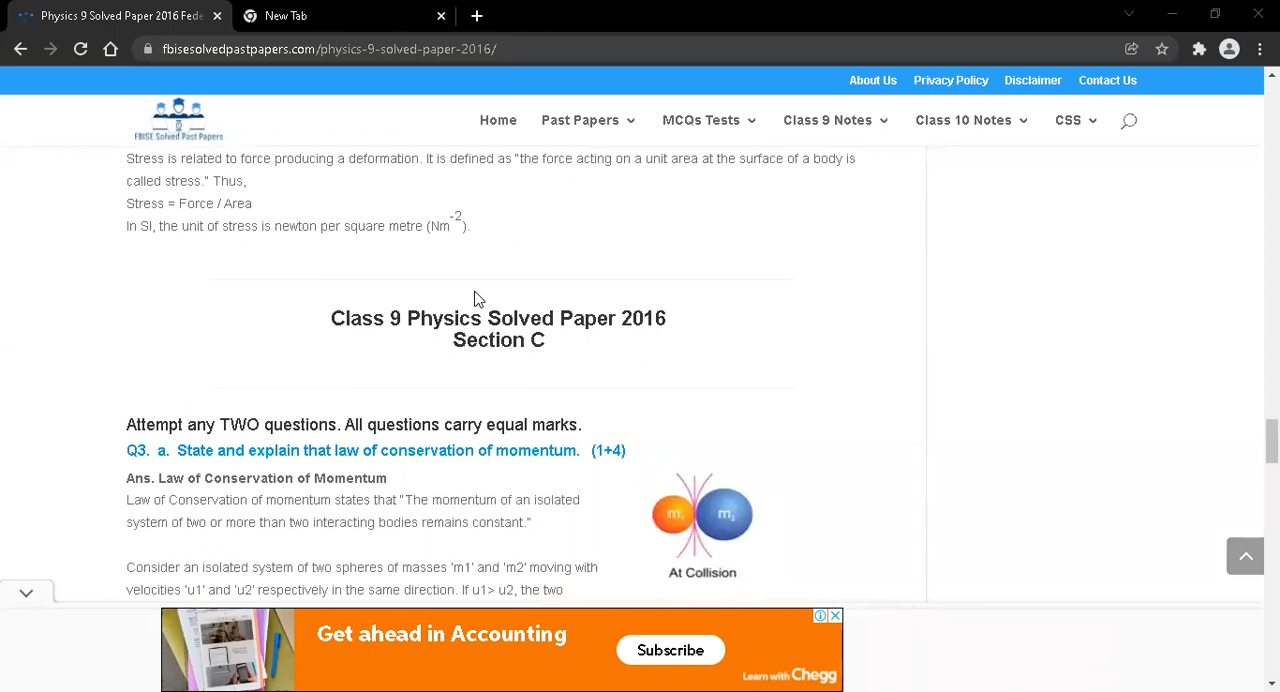 Physics 9 Solved Paper 2016 Fede
New Tab
fbisesolvedpastpapers.com/physics-9-solved-paper-2016/
About Us Privacy Policy Disclaimer Contact Us
FBISE Solved Past Papers
Home Past Papers MCQs Tests Class 9 Notes Class 10 Notes CSS
Stress is related to force producing a deformation. It is defined as "the force acting on a unit area at the surface of a body is
called stress." Thus,
Stress = Force / Area
In SI, the unit of stress is newton per square metre (Nm-2).
Class 9 Physics Solved Paper 2016
Section C
Attempt any TWO questions. All questions carry equal marks.
Q3. a. State and explain that law of conservation of momentum. (1+4)
Ans. Law of Conservation of Momentum
Law of Conservation of momentum states that "The momentum of an isolated
system of two or more than two interacting bodies remains constant."
m1 m2
At Collision
Consider an isolated system of two spheres of masses 'm1' and 'm2' moving with
velocities 'u1' and 'u2' respectively in the same direction. If u1> u2, the two
Get ahead in Accounting
Subscribe
Learn with Chegg